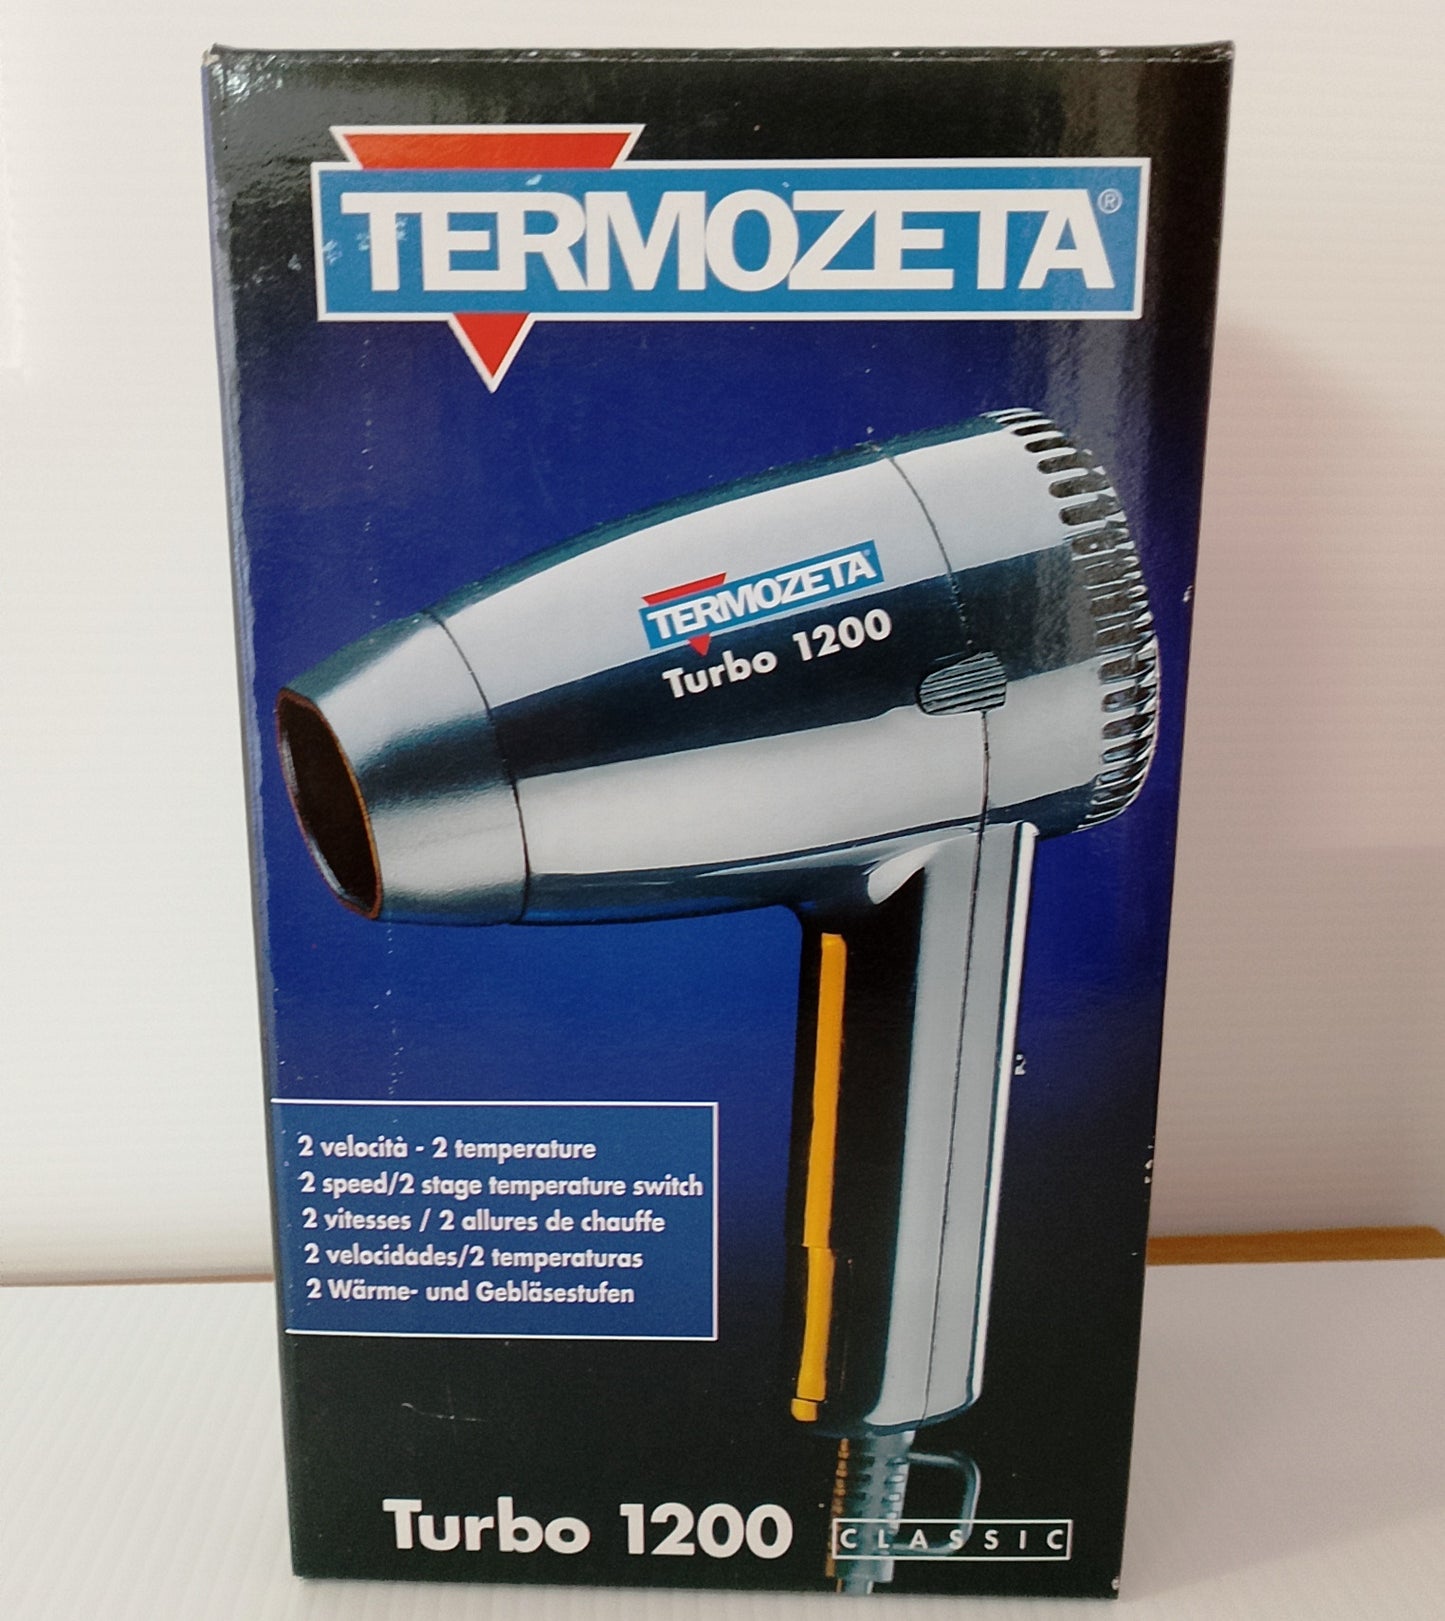 TERMOZETA®
TERMOZETA®
Turbo 1200
2 velocità - 2 temperature
2 speed/2 stage temperature switch
2 vitesses / 2 allures de chauffe
2 velocidades/2 temperaturas
2 Wärme- und Gebläsestufen
Turbo 1200 CLASSIC